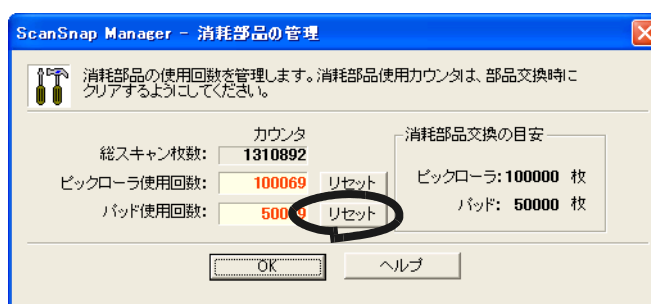 ScanSnap Manager - 消耗部品の管理
消耗部品の使用回数を管理します。消耗部品使用カウンタは、部品交換時に
クリアするようにしてください。
カウンタ
総スキャン枚数: 1310892
ピックローラ使用回数: 100069 リセット
パッド使用回数: リセット
消耗部品交換の目安
ピックローラ: 100000 枚
パッド: 50000 枚
OK ヘルプ